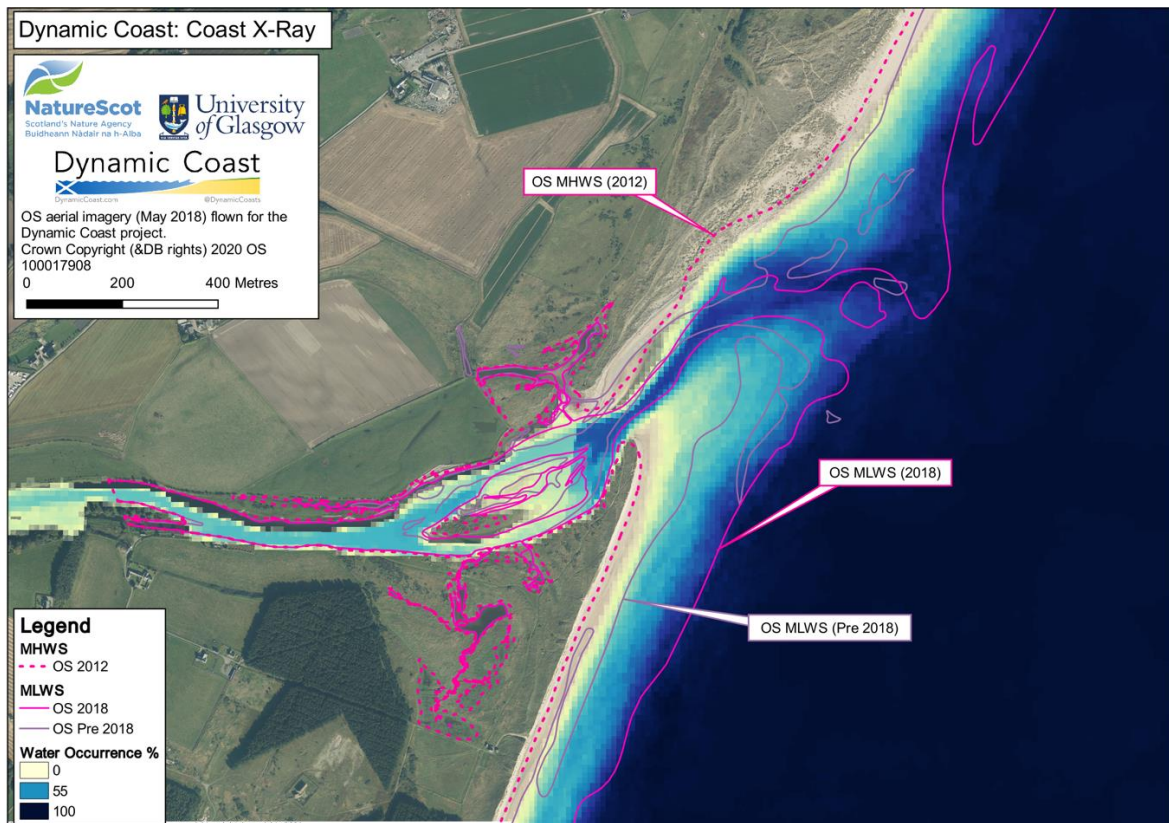 Dynamic Coast: Coast X-Ray
NatureScot
Scotland's Nature Agency
Buidheann Nàdair na h-Alba
University
of Glasgow
Dynamic Coast
DynamicCoast.com @DynamicCoasts
OS aerial imagery (May 2018) flown for the
Dynamic Coast project.
Crown Copyright (&DB rights) 2020 OS
100017908
0 200 400 Metres
OS MHWS (2012)
OS MLWS (2018)
OS MLWS (Pre 2018)
Legend
MHWS
OS 2012
MLWS
OS 2018
OS Pre 2018
Water Occurrence %
0
55
100